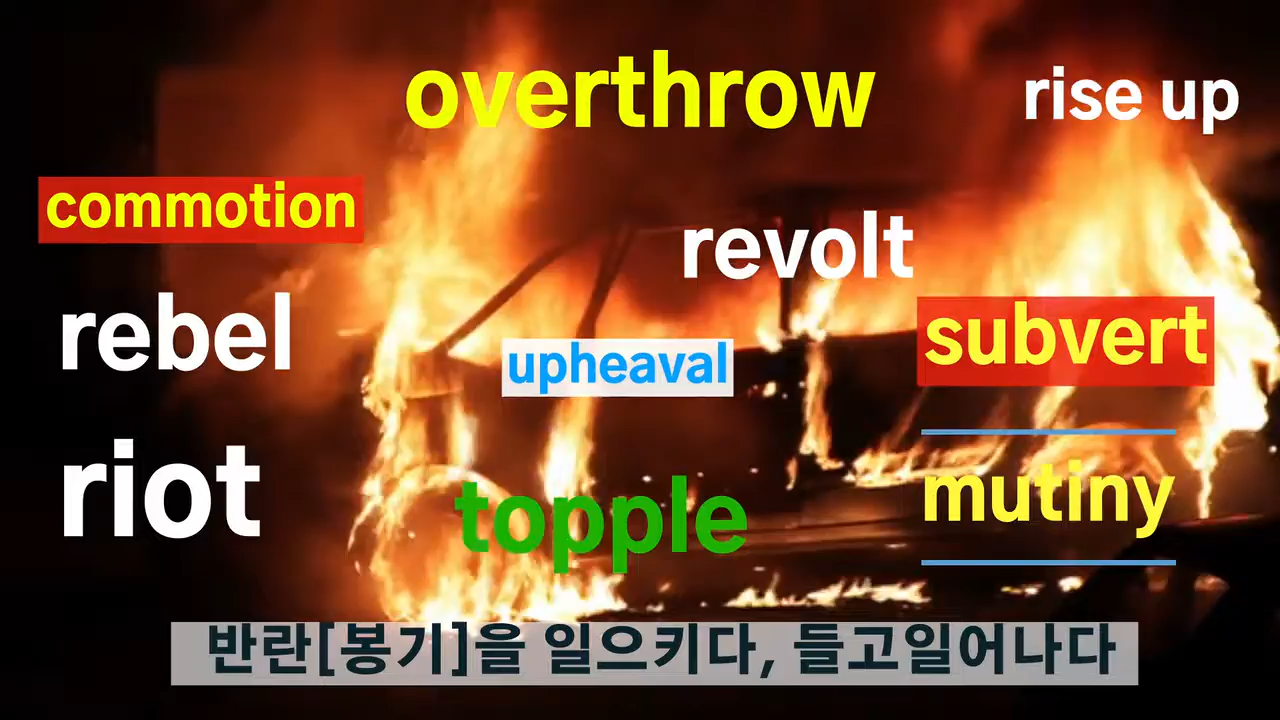 overthrow
rise up
commotion
revolt
rebel
subvert
upheaval
riot
mutiny
topple
반란[봉기]을 일으키다, 들고일어나다